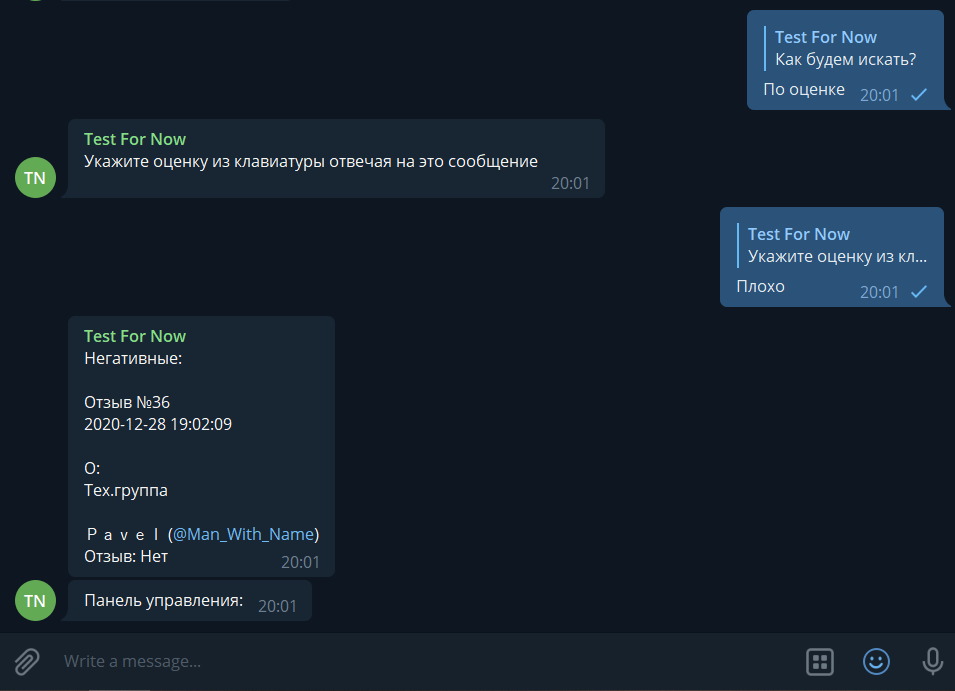 Test For Now
Как будем искать?
По оценке 20:01
Test For Now
Укажите оценку из клавиатуры отвечая на это сообщение
20:01
TN
Test For Now
Укажите оценку из кл...
Плохо 20:01
Test For Now
Негативные:
Отзыв №36
2020-12-28 19:02:09
О:
Тех.группа
Ｐａｖｅｌ (@Man_With_Name)
Отзыв: Нет 20:01
TN
Панель управления: 20:01
Write a message...